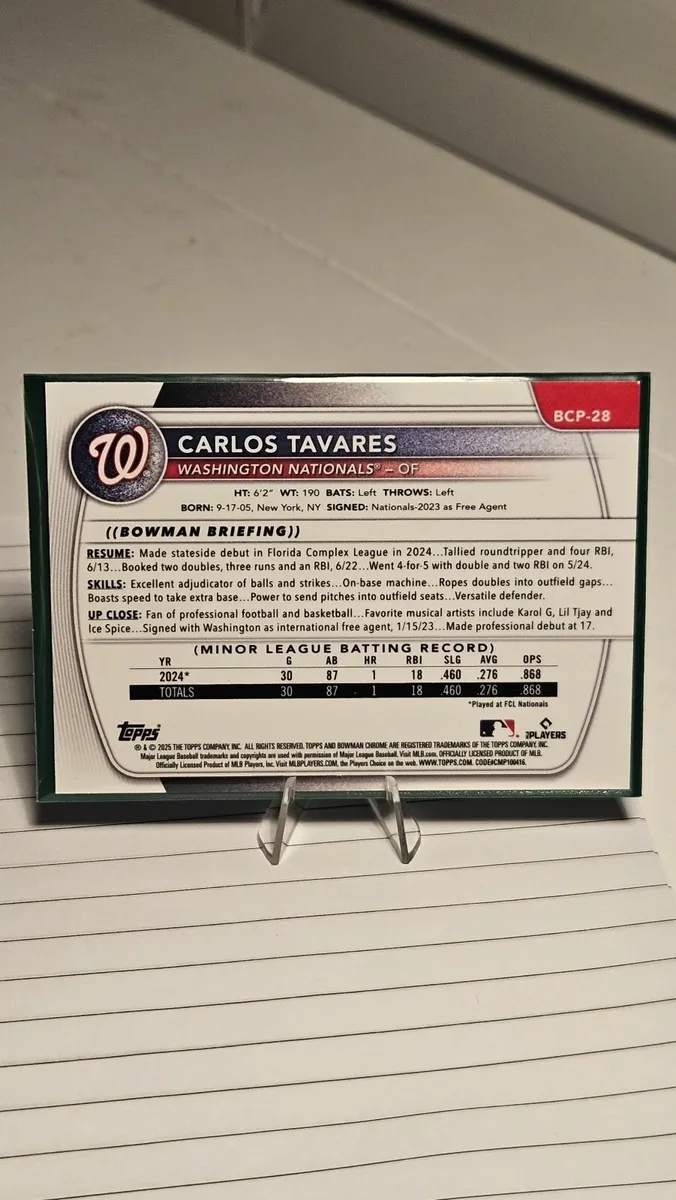 BCP-28
W
CARLOS TAVARES
WASHINGTON NATIONALS® – OF
HT: 6'2" WT: 190 BATS: Left THROWS: Left
BORN: 9-17-05, New York, NY SIGNED: Nationals-2023 as Free Agent
((BOWMAN BRIEFING))
RESUME: Made stateside debut in Florida Complex League in 2024...Tallied roundtripper and four RBI,
6/13...Booked two doubles, three runs and an RBI, 6/22...Went 4-for-5 with double and two RBI on 5/24.
SKILLS: Excellent adjudicator of balls and strikes...On-base machine...Ropes doubles into outfield gaps...
Boasts speed to take extra base...Power to send pitches into outfield seats...Versatile defender.
UP CLOSE: Fan of professional football and basketball...Favorite musical artists include Karol G, Lil Tjay and
Ice Spice...Signed with Washington as international free agent, 1/15/23...Made professional debut at 17.
(MINOR LEAGUE BATTING RECORD)
YR G AB HR RBI SLG AVG OPS
2024* 30 87 1 18 .460 .276 .868
TOTALS 30 87 1 18 .460 .276 .868
*Played at FCL Nationals
Topps
PLAYERS
® & © 2025 THE TOPPS COMPANY, INC. ALL RIGHTS RESERVED. TOPPS AND BOWMAN CHROME ARE REGISTERED TRADEMARKS OF THE TOPPS COMPANY, INC.
Major League Baseball trademarks and copyrights are used with permission of Major League Baseball. Visit MLB.com. OFFICIALLY LICENSED PRODUCT OF MLB.
Officially Licensed Product of MLB Players, Inc. Visit MLBPLAYERS.COM, the Players Choice on the web. WWW.TOPPS.COM. CODE#CMP100416.